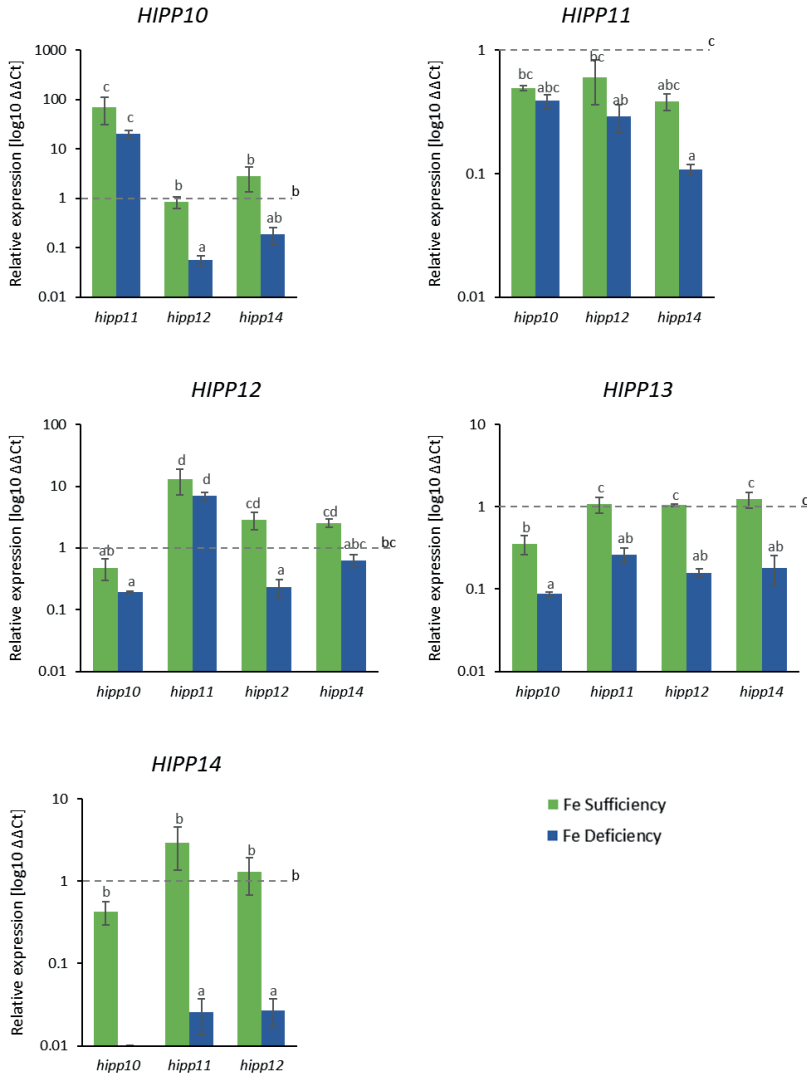 HIPP10
Relative expression [log10 ΔΔCt]
1000
100
10
1
0.1
0.01
c
c
b
a
b
ab
b
hipp11 hipp12 hipp14
HIPP11
Relative expression [log10 ΔΔCt]
1
0.1
0.01
bc
abc
bc
ab
abc
a
c
hipp10 hipp12 hipp14
HIPP12
Relative expression [log10 ΔΔCt]
100
10
1
0.1
0.01
ab
a
d
d
cd
a
cd
abc
bc
hipp10 hipp11 hipp12 hipp14
HIPP13
Relative expression [log10 ΔΔCt]
10
1
0.1
0.01
b
a
c
ab
c
ab
c
ab
c
hipp10 hipp11 hipp12 hipp14
HIPP14
Relative expression [log10 ΔΔCt]
10
1
0.1
0.01
b
b
a
b
a
b
hipp10 hipp11 hipp12
Fe Sufficiency
Fe Deficiency